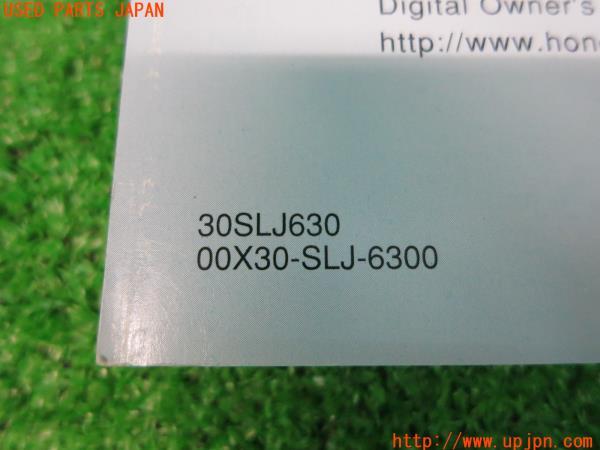 USED PARTS JAPAN
Digital Owner's
http://www.hon
30SLJ630
00X30-SLJ-6300
http://www.upjpn.com